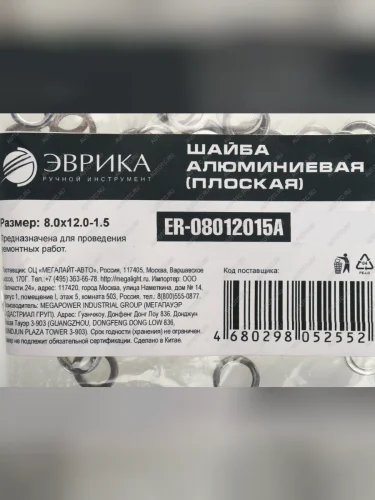 ЭВРИКА
РУЧНОЙ ИНСТРУМЕНТ
ШАЙБА
АЛЮМИНИЕВАЯ
(ПЛОСКАЯ)
Размер: 8.0x12.0-1.5
ER-08012015A
Предназначена для проведения
ремонтных работ.
Код поставщика:
Поставщик: ОЦ «МЕГАЛАЙТ-АВТО», Россия, 117405, Москва, Варшавское
шоссе, 170Г. Тел.:+7 (495) 363-66-78. http://megalight.ru. Импортер: ООО
24», адрес: 117420, город Москва, улица Наметкина, дом № 14,
корпус 1, помещение I, этаж 5, комната 503, Россия, тел.: 8(800)555-0877.
Производитель: MEGAPOWER INDUSTRIAL GROUP (МЕГАПАУЭР
ИНДАСТРИАЛ ГРУП). Адрес: Гуанчжоу, Донфенг Донг Лоу 836, Донджун
Плаза Тауэр 3-903 (GUANGZHOU, DONGFENG DONG LOW 836,
DONGJUN PLAZA TOWER 3-903). Срок годности (хранения) не ограничен.
не подлежит обязательной сертификации. Сделано в Китае.
4 680298 052552